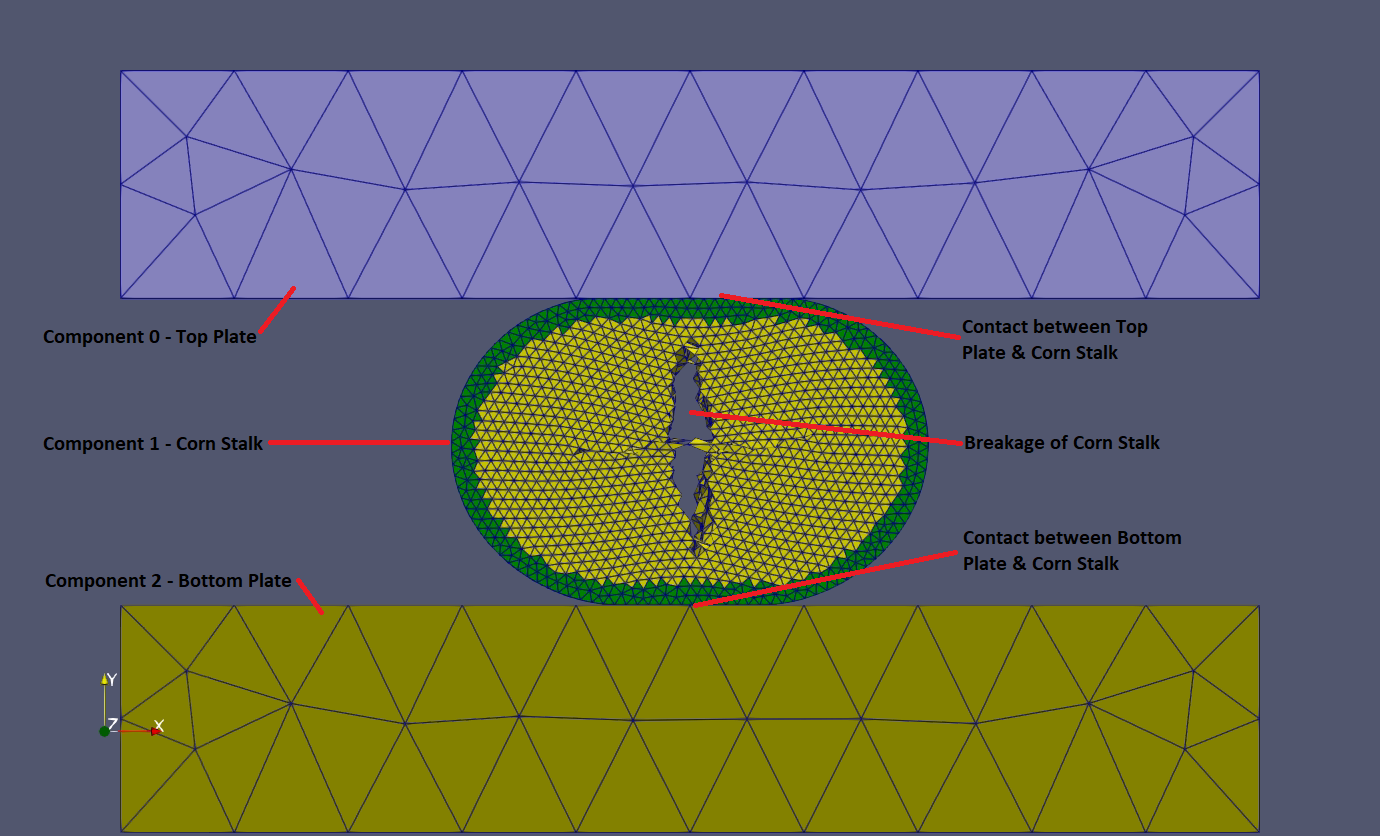 Component 0 - Top Plate
Contact between Top
Plate & Corn Stalk
Component 1 - Corn Stalk
Breakage of Corn Stalk
Contact between Bottom
Plate & Corn Stalk
Component 2 - Bottom Plate
Y
Z
X